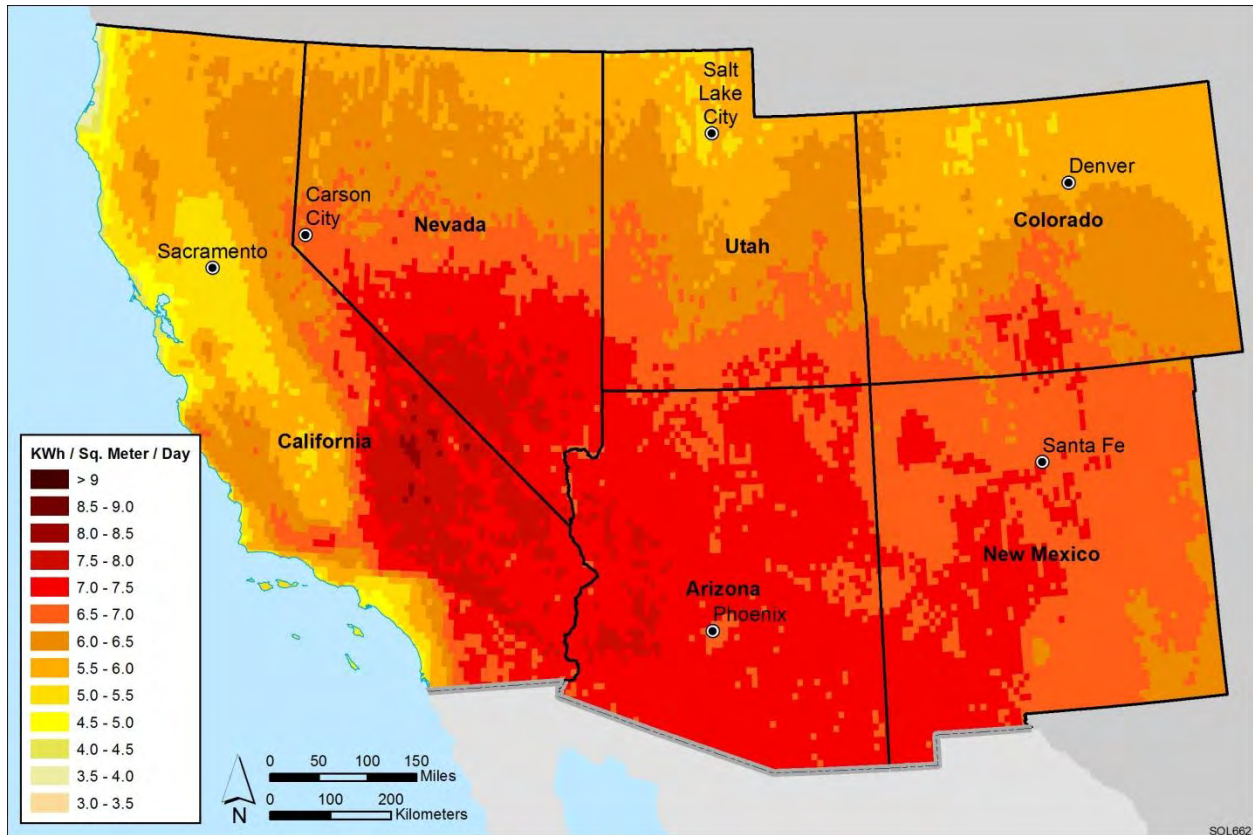 Salt
Lake
City
Denver
Carson
City
Nevada
Colorado
Utah
Sacramento
California
Santa Fe
New Mexico
Arizona
Phoenix
KWh / Sq. Meter / Day
> 9
8.5 - 9.0
8.0 - 8.5
7.5 - 8.0
7.0 - 7.5
6.5 - 7.0
6.0 - 6.5
5.5 - 6.0
5.0 - 5.5
4.5 - 5.0
4.0 - 4.5
3.5 - 4.0
3.0 - 3.5
N
0 50 100 150
Miles
0 100 200
Kilometers
SOL662